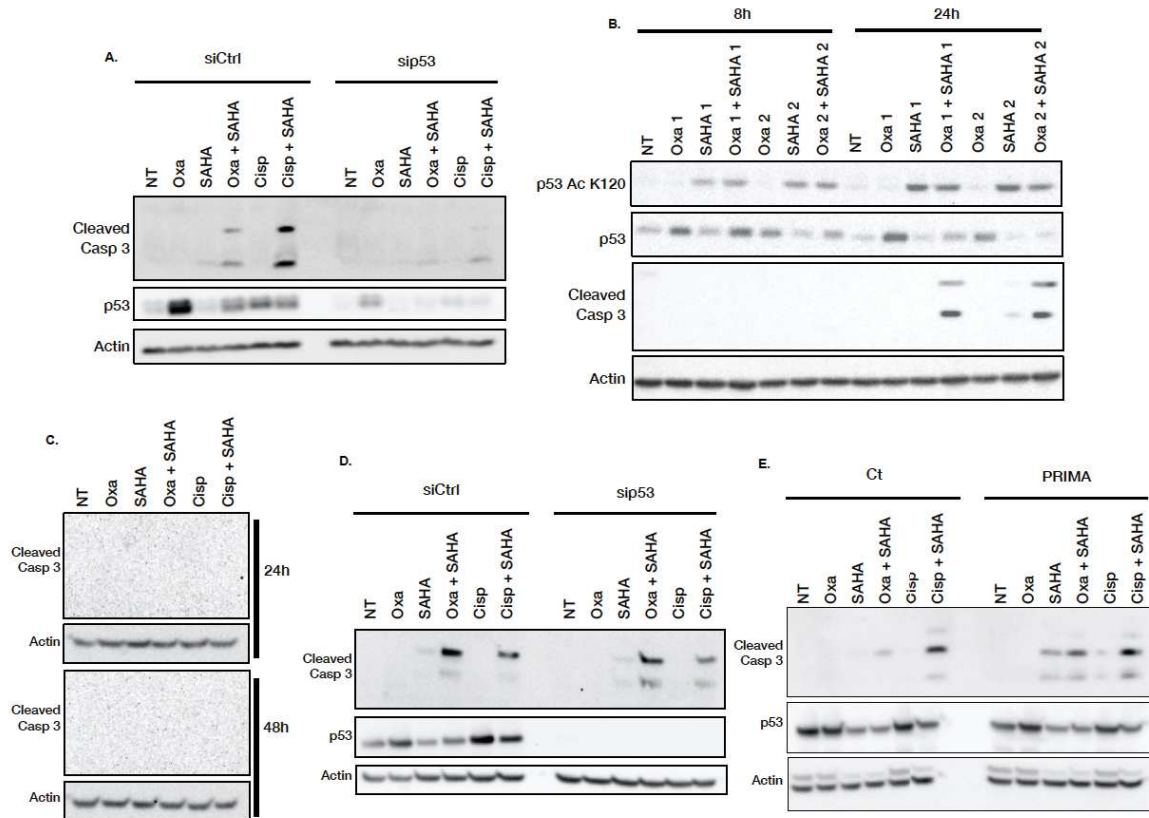 A.
siCtrl sip53
NT Oxa SAHA Oxa + SAHA Cisp Cisp + SAHA NT Oxa SAHA Oxa + SAHA Cisp Cisp + SAHA
Cleaved
Casp 3
p53
Actin
B.
8h 24h
NT Oxa 1 SAHA 1 Oxa 1 + SAHA 1 Oxa 2 SAHA 2 Oxa 2 + SAHA 2 NT Oxa 1 SAHA 1 Oxa 1 + SAHA 1 Oxa 2 SAHA 2 Oxa 2 + SAHA 2
p53 Ac K120
p53
Cleaved
Casp 3
Actin
C.
NT Oxa SAHA Oxa + SAHA Cisp Cisp + SAHA
Cleaved
Casp 3
24h
Actin
Cleaved
Casp 3
48h
Actin
D.
siCtrl sip53
NT Oxa SAHA Oxa + SAHA Cisp Cisp + SAHA NT Oxa SAHA Oxa + SAHA Cisp Cisp + SAHA
Cleaved
Casp 3
p53
Actin
E.
Ct PRIMA
NT Oxa SAHA Oxa + SAHA Cisp Cisp + SAHA NT Oxa SAHA Oxa + SAHA Cisp Cisp + SAHA
Cleaved
Casp 3
p53
Actin